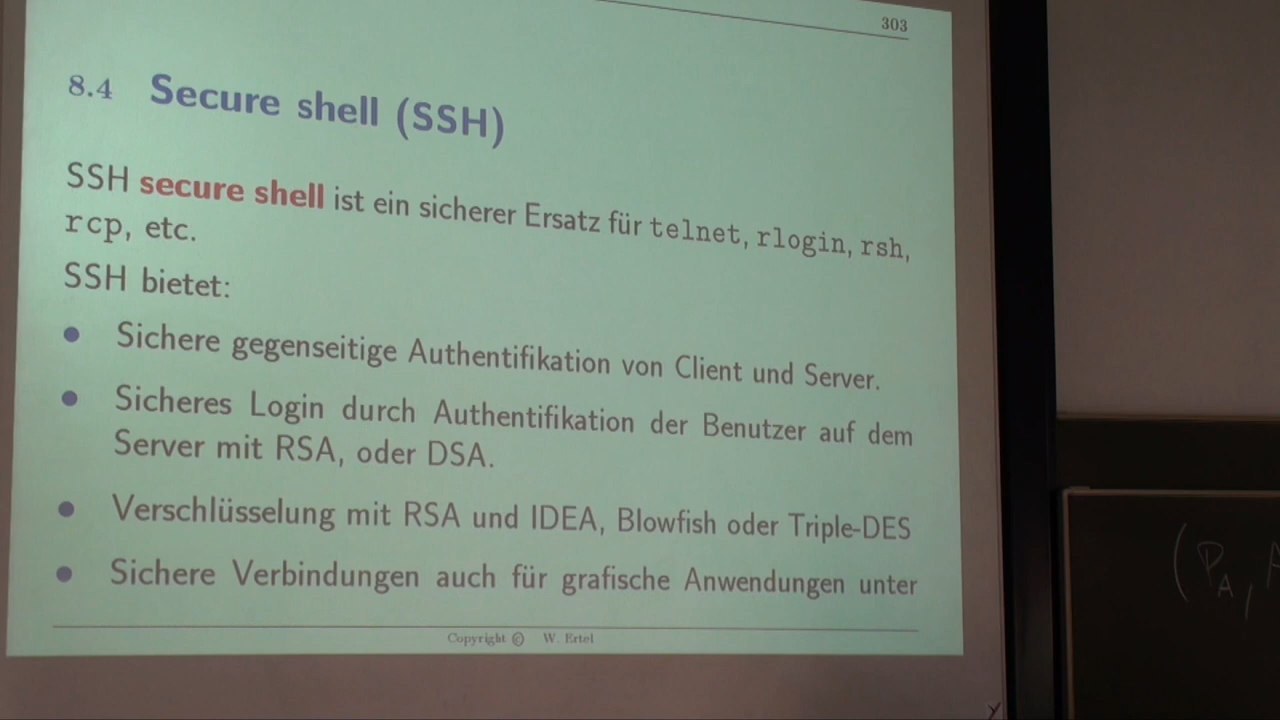 303
8.4 Secure shell (SSH)
SSH secure shell ist ein sicherer Ersatz für telnet, rlogin, rsh,
rcp, etc.
SSH bietet:
• Sichere gegenseitige Authentifikation von Client und Server.
• Sicheres Login durch Authentifikation der Benutzer auf dem
Server mit RSA, oder DSA.
• Verschlüsselung mit RSA und IDEA, Blowfish oder Triple-DES
• Sichere Verbindungen auch für grafische Anwendungen unter
Copyright © W. Ertel
(P_A,